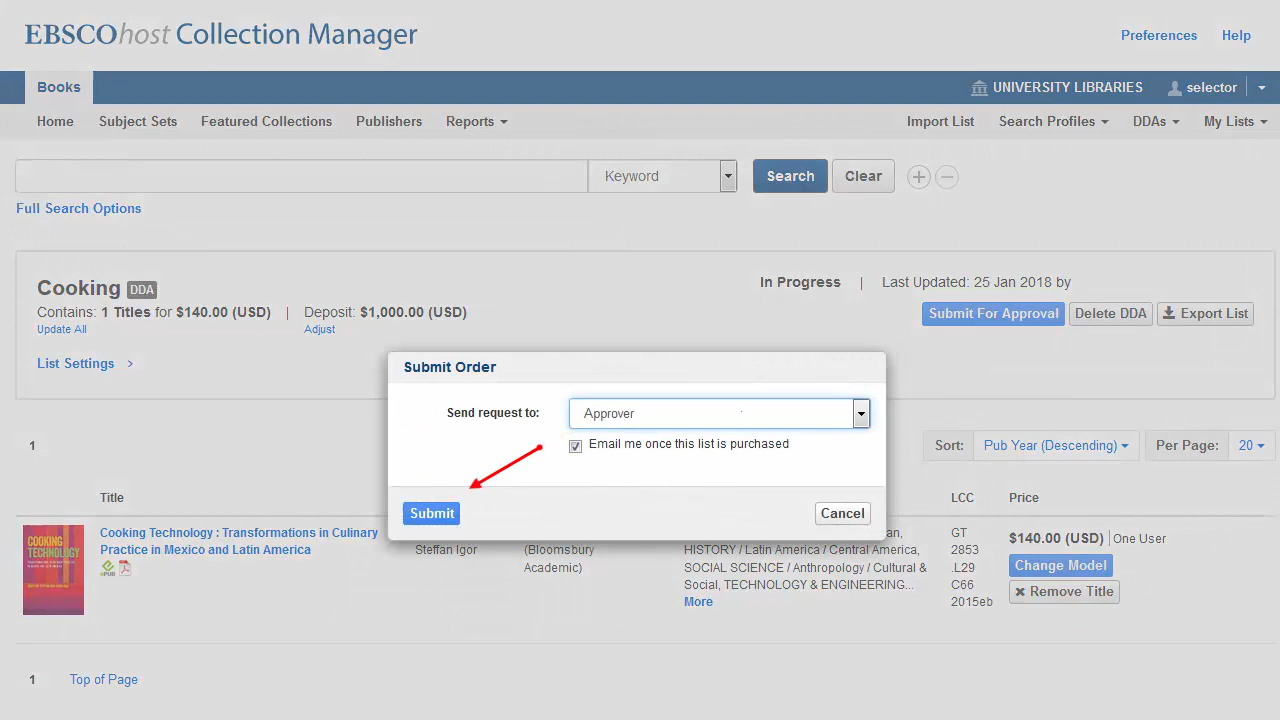 EBSCOhost Collection Manager
Preferences Help
Books UNIVERSITY LIBRARIES selector
Home Subject Sets Featured Collections Publishers Reports Import List Search Profiles DDAs My Lists
Keyword Search Clear
Full Search Options
Cooking DDA In Progress | Last Updated: 25 Jan 2018 by
Contains: 1 Titles for $140.00 (USD) | Deposit: $1,000.00 (USD) Submit For Approval Delete DDA Export List
Update All Adjust
List Settings
Submit Order
Send request to: Approver
Email me once this list is purchased
Submit Cancel
1 Sort: Pub Year (Descending) Per Page: 20
Title LCC Price
COOKING TECHNOLOGY
Cooking Technology : Transformations in Culinary
Practice in Mexico and Latin America
Steffan Igor
(Bloomsbury
Academic)
HISTORY / Latin America / Central America,
SOCIAL SCIENCE / Anthropology / Cultural &
Social, TECHNOLOGY & ENGINEERING...
More
GT
2853
.L29
C66
2015eb
$140.00 (USD) | One User
Change Model
Remove Title
1 Top of Page